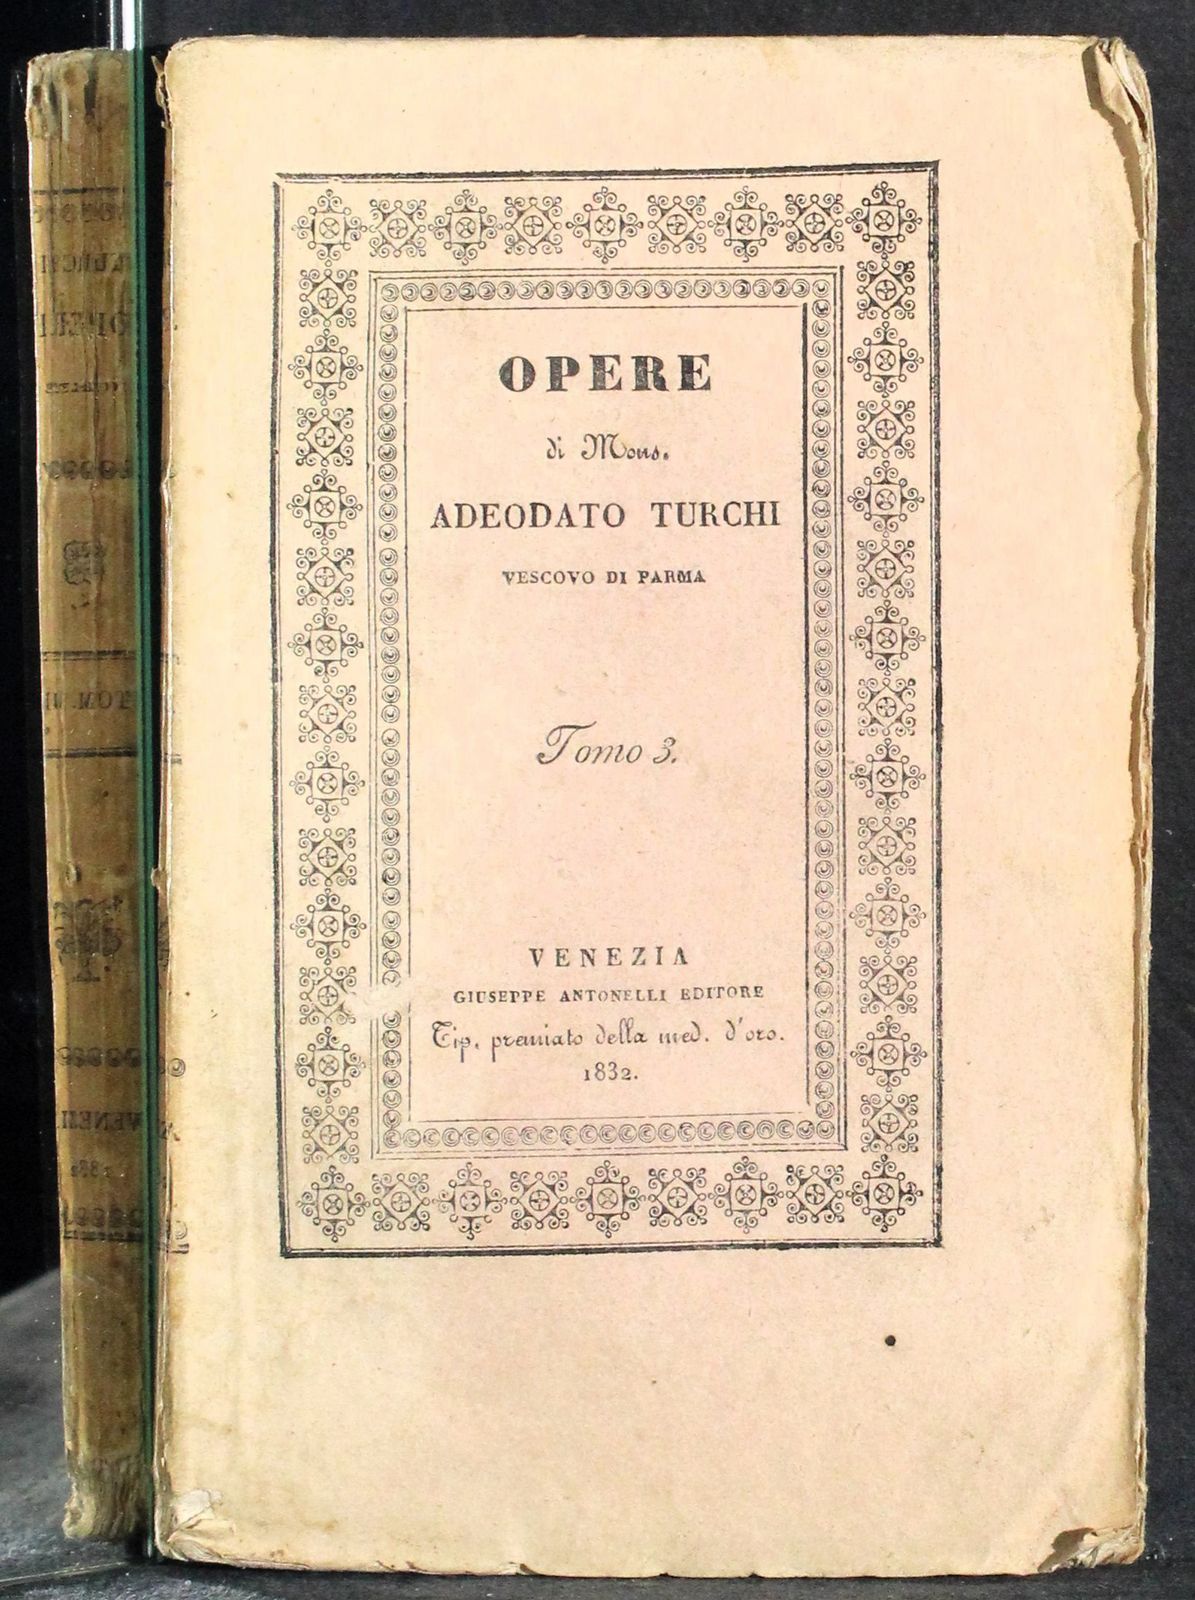 OPERE
di Mons.
ADEODATO TURCHI
VESCOVO DI PARMA
Tomo 3.
VENEZIA
GIUSEPPE ANTONELLI EDITORE
Tip. premiato della med. d'oro.
1832.